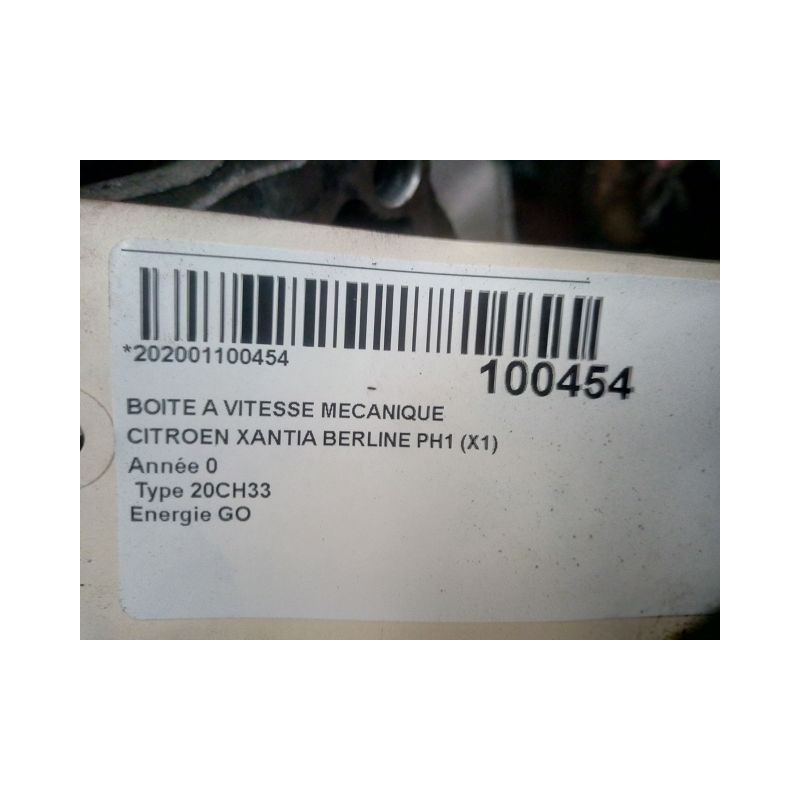 *202001100454
100454
BOITE A VITESSE MECANIQUE
CITROEN XANTIA BERLINE PH1 (X1)
Année 0
Type 20CH33
Energie GO